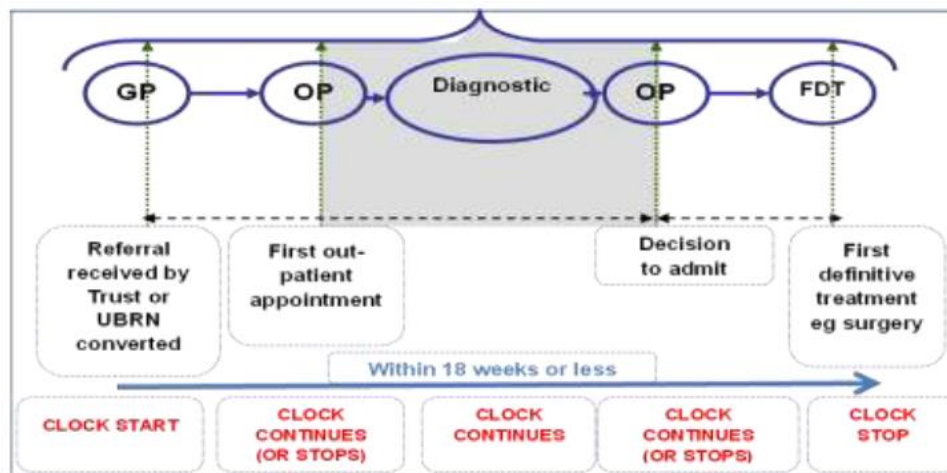 GP
OP
Diagnostic
OP
FDT
Referral
received by
Trust or
UBRN
converted
First out-
patient
appointment
Decision
to admit
First
definitive
treatment
eg surgery
Within 18 weeks or less
CLOCK START
CLOCK
CONTINUES
(OR STOPS)
CLOCK
CONTINUES
CLOCK
CONTINUES
(OR STOPS)
CLOCK
STOP